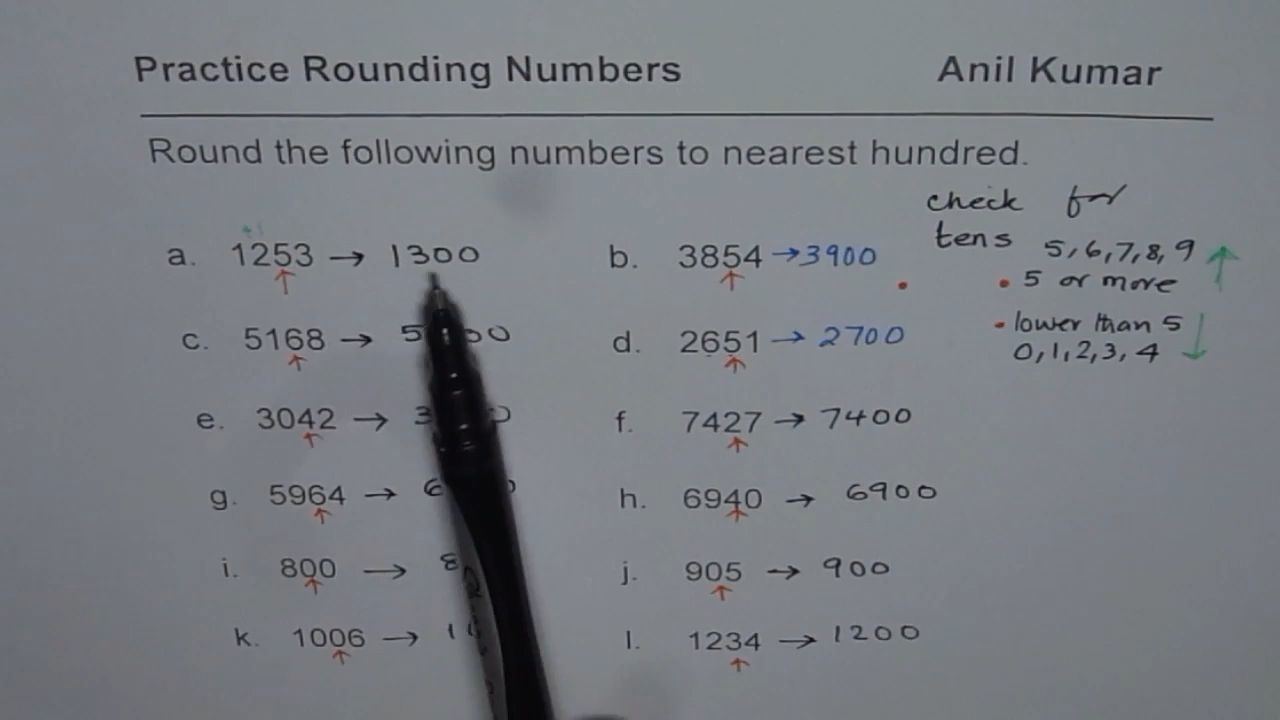 Practice Rounding Numbers Anil Kumar
Round the following numbers to nearest hundred.
check for
tens 5,6,7,8,9
• 5 or more
• lower than 5
0,1,2,3,4
+1
a. 1253 → 1300 b. 3854 → 3900
c. 5168 → d. 2651 → 2700
e. 3042 → f. 7427 → 7400
g. 5964 → h. 6940 → 6900
i. 800 → j. 905 → 900
k. 1006 → l. 1234 → 1200